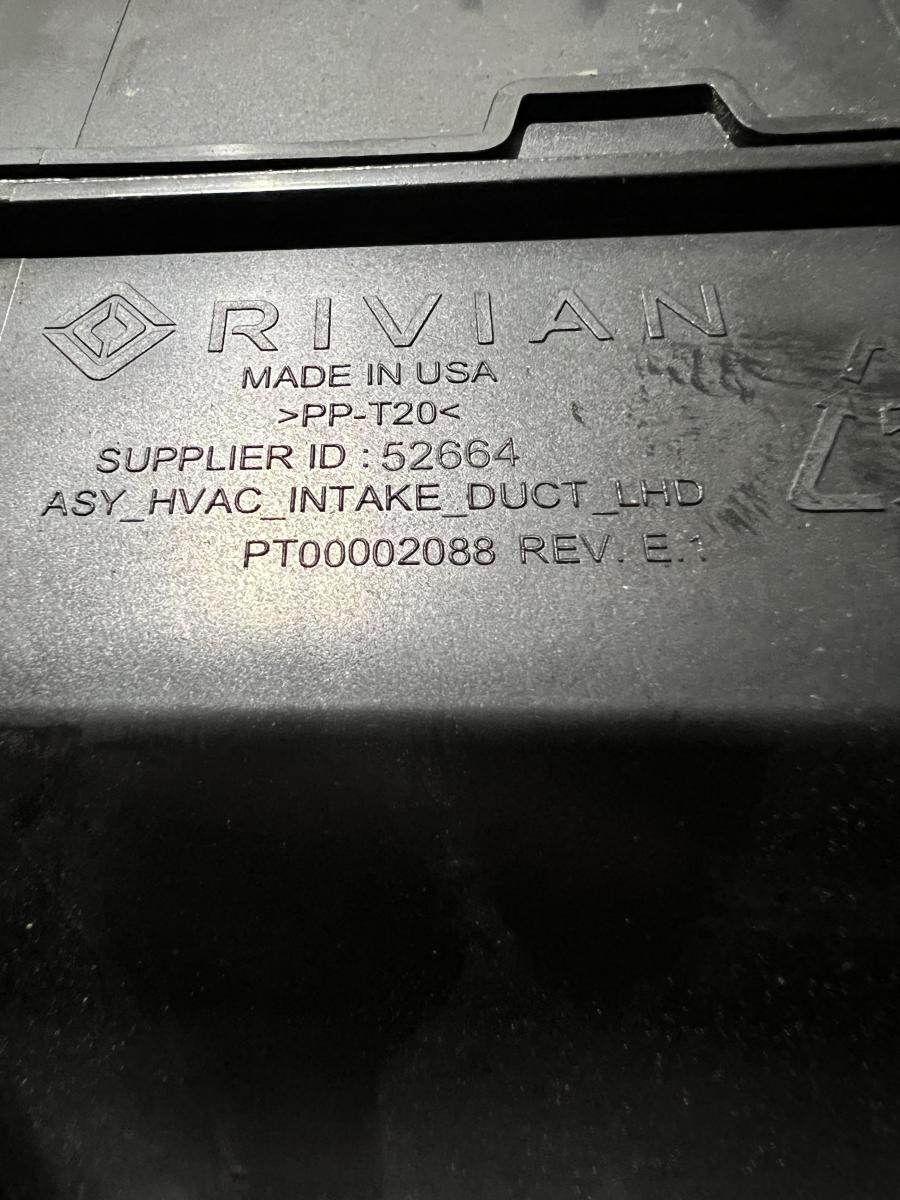 RIVIAN
MADE IN USA
>PP-T20<
SUPPLIER ID : 52664
ASY_HVAC_INTAKE_DUCT_LHD
PT00002088 REV. E.1